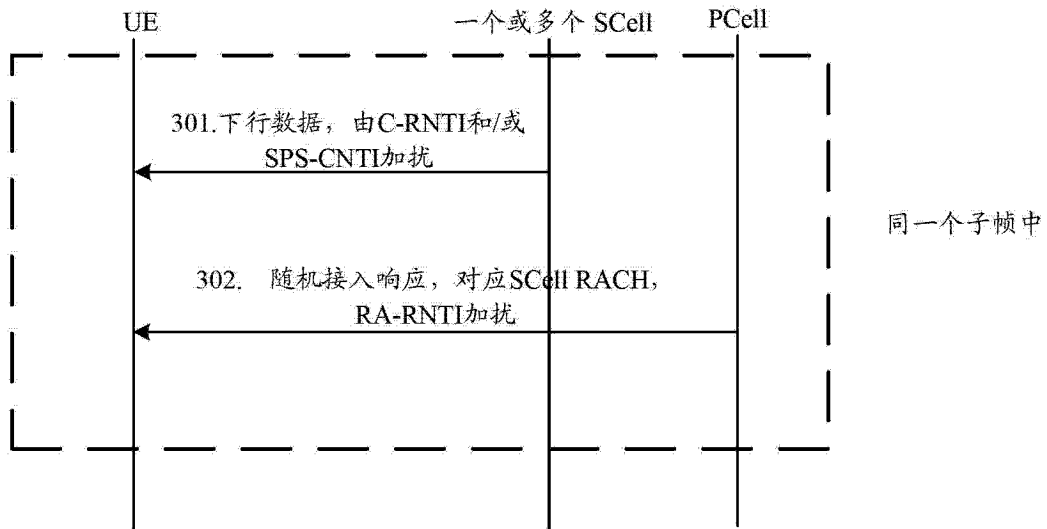 UE
一个或多个 SCell
PCell
301.下行数据，由C-RNTI和/或
SPS-CNTI加扰
同一个子帧中
302. 随机接入响应，对应SCell RACH，
RA-RNTI加扰